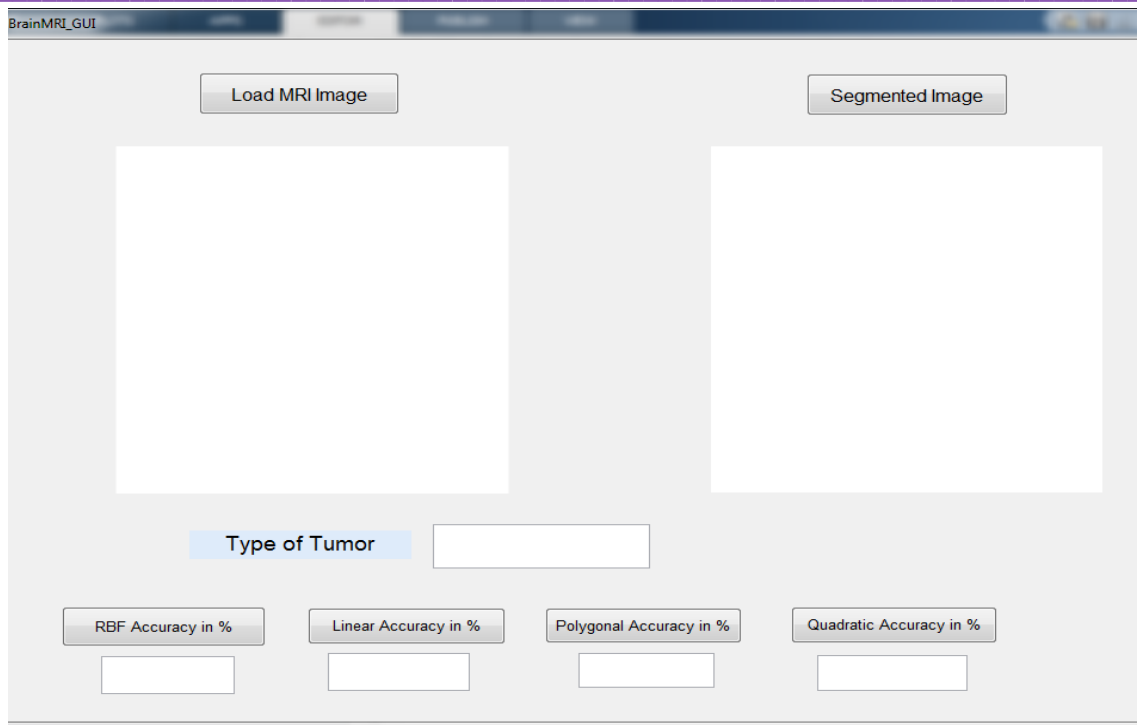 BrainMRI_GUI
Load MRI Image
Segmented Image
Type of Tumor
RBF Accuracy in %
Linear Accuracy in %
Polygonal Accuracy in %
Quadratic Accuracy in %